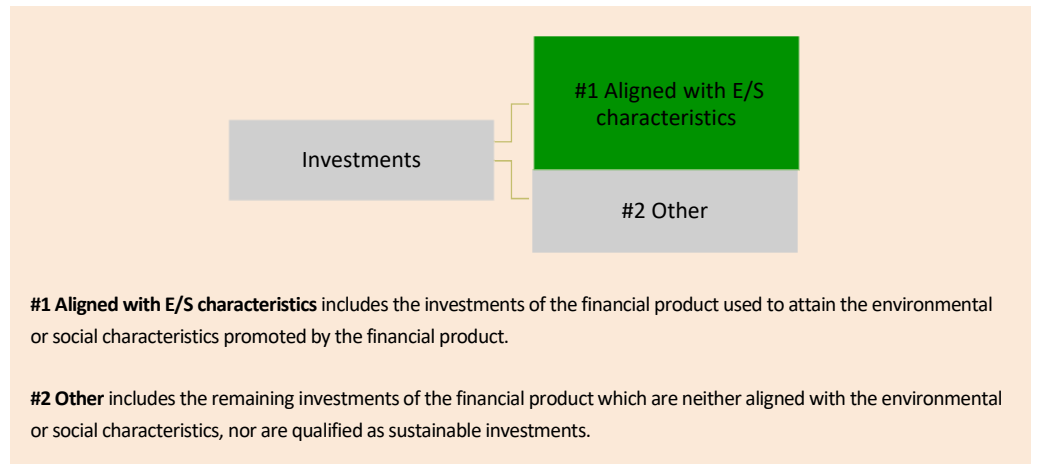 #1 Aligned with E/S
characteristics
Investments
#2 Other
#1 Aligned with E/S characteristics includes the investments of the financial product used to attain the environmental
or social characteristics promoted by the financial product.
#2 Other includes the remaining investments of the financial product which are neither aligned with the environmental
or social characteristics, nor are qualified as sustainable investments.